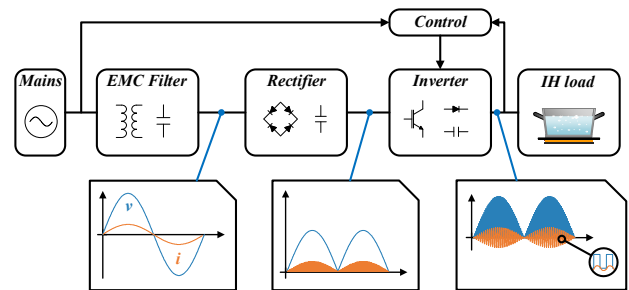 Control
Mains
EMC Filter
Rectifier
Inverter
IH load
v
i